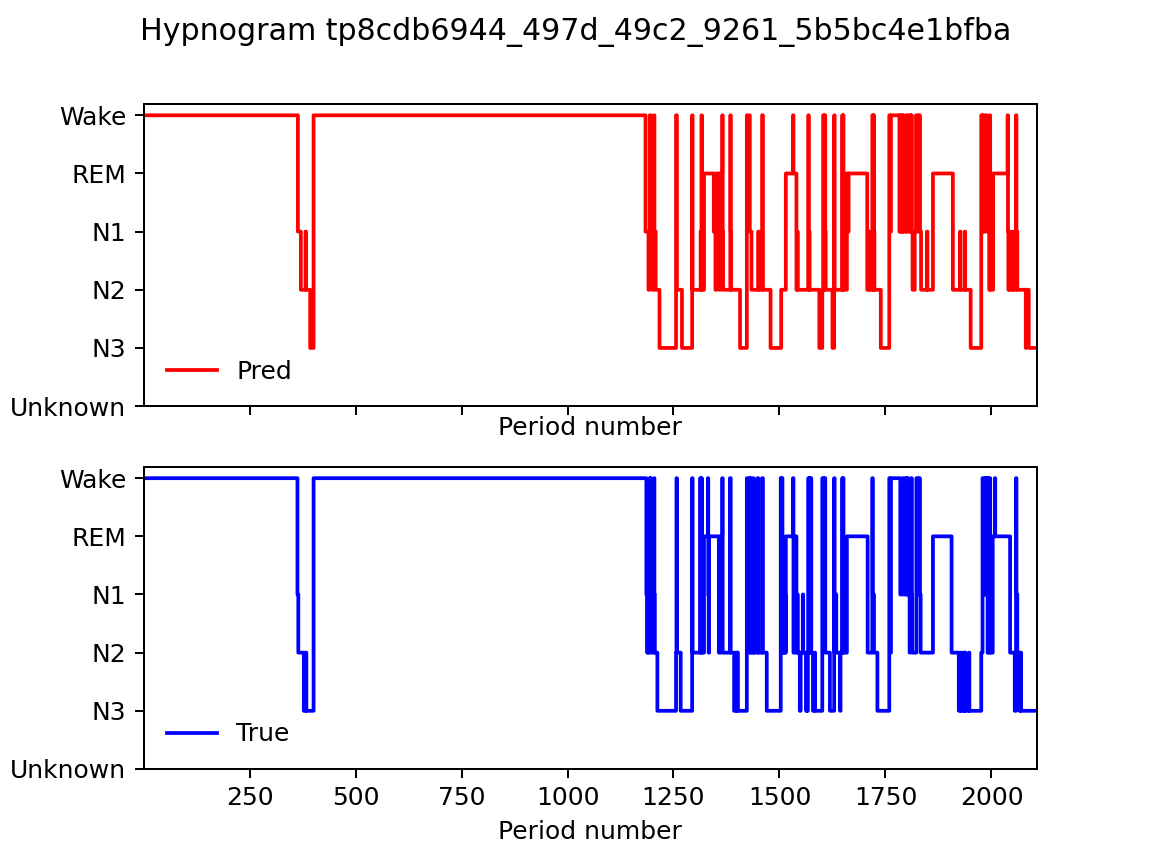 Hypnogram tp8cdb6944_497d_49c2_9261_5b5bc4e1bfba
Wake
REM
N1
N2
N3
Unknown
Pred
Period number
Wake
REM
N1
N2
N3
Unknown
True
250 500 750 1000 1250 1500 1750 2000
Period number